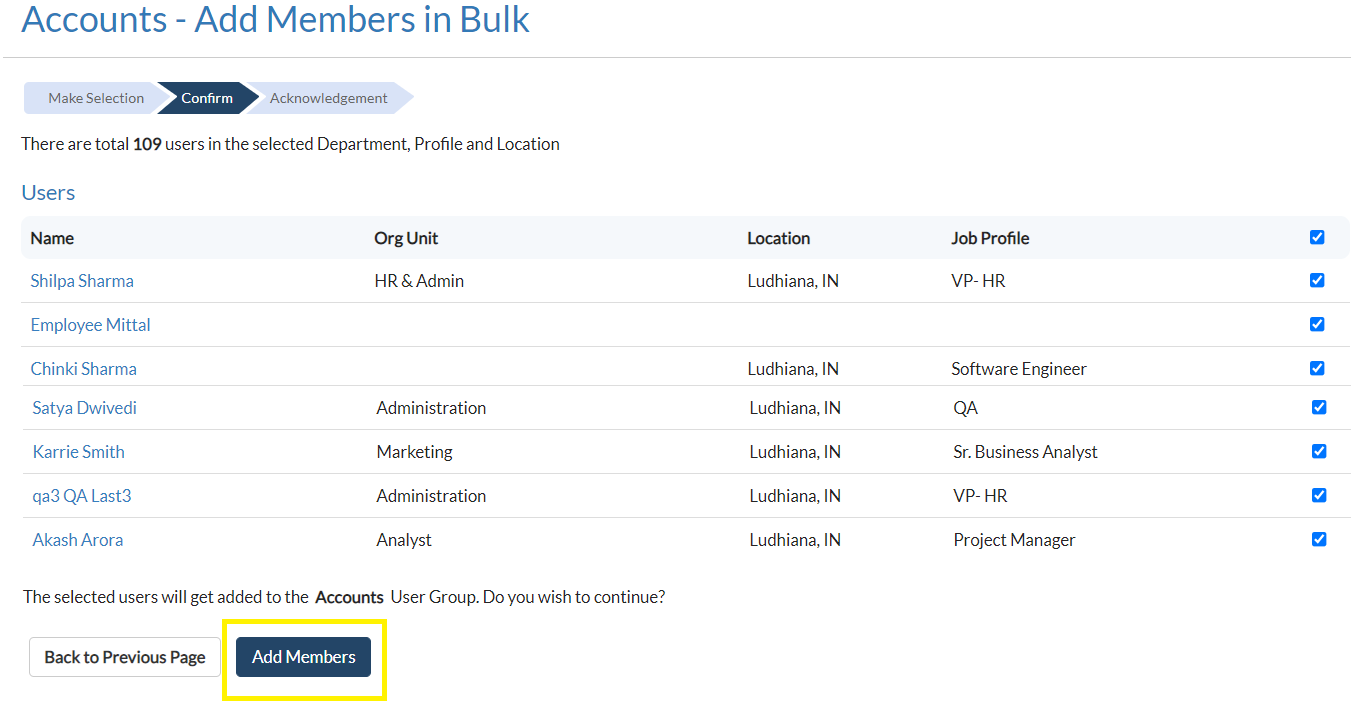 Accounts - Add Members in Bulk
Make Selection Confirm Acknowledgement
There are total 109 users in the selected Department, Profile and Location
Users
Name Org Unit Location Job Profile
Shilpa Sharma HR & Admin Ludhiana, IN VP- HR
Employee Mittal
Chinki Sharma Ludhiana, IN Software Engineer
Satya Dwivedi Administration Ludhiana, IN QA
Karrie Smith Marketing Ludhiana, IN Sr. Business Analyst
qa3 QA Last3 Administration Ludhiana, IN VP- HR
Akash Arora Analyst Ludhiana, IN Project Manager
The selected users will get added to the Accounts User Group. Do you wish to continue?
Back to Previous Page Add Members